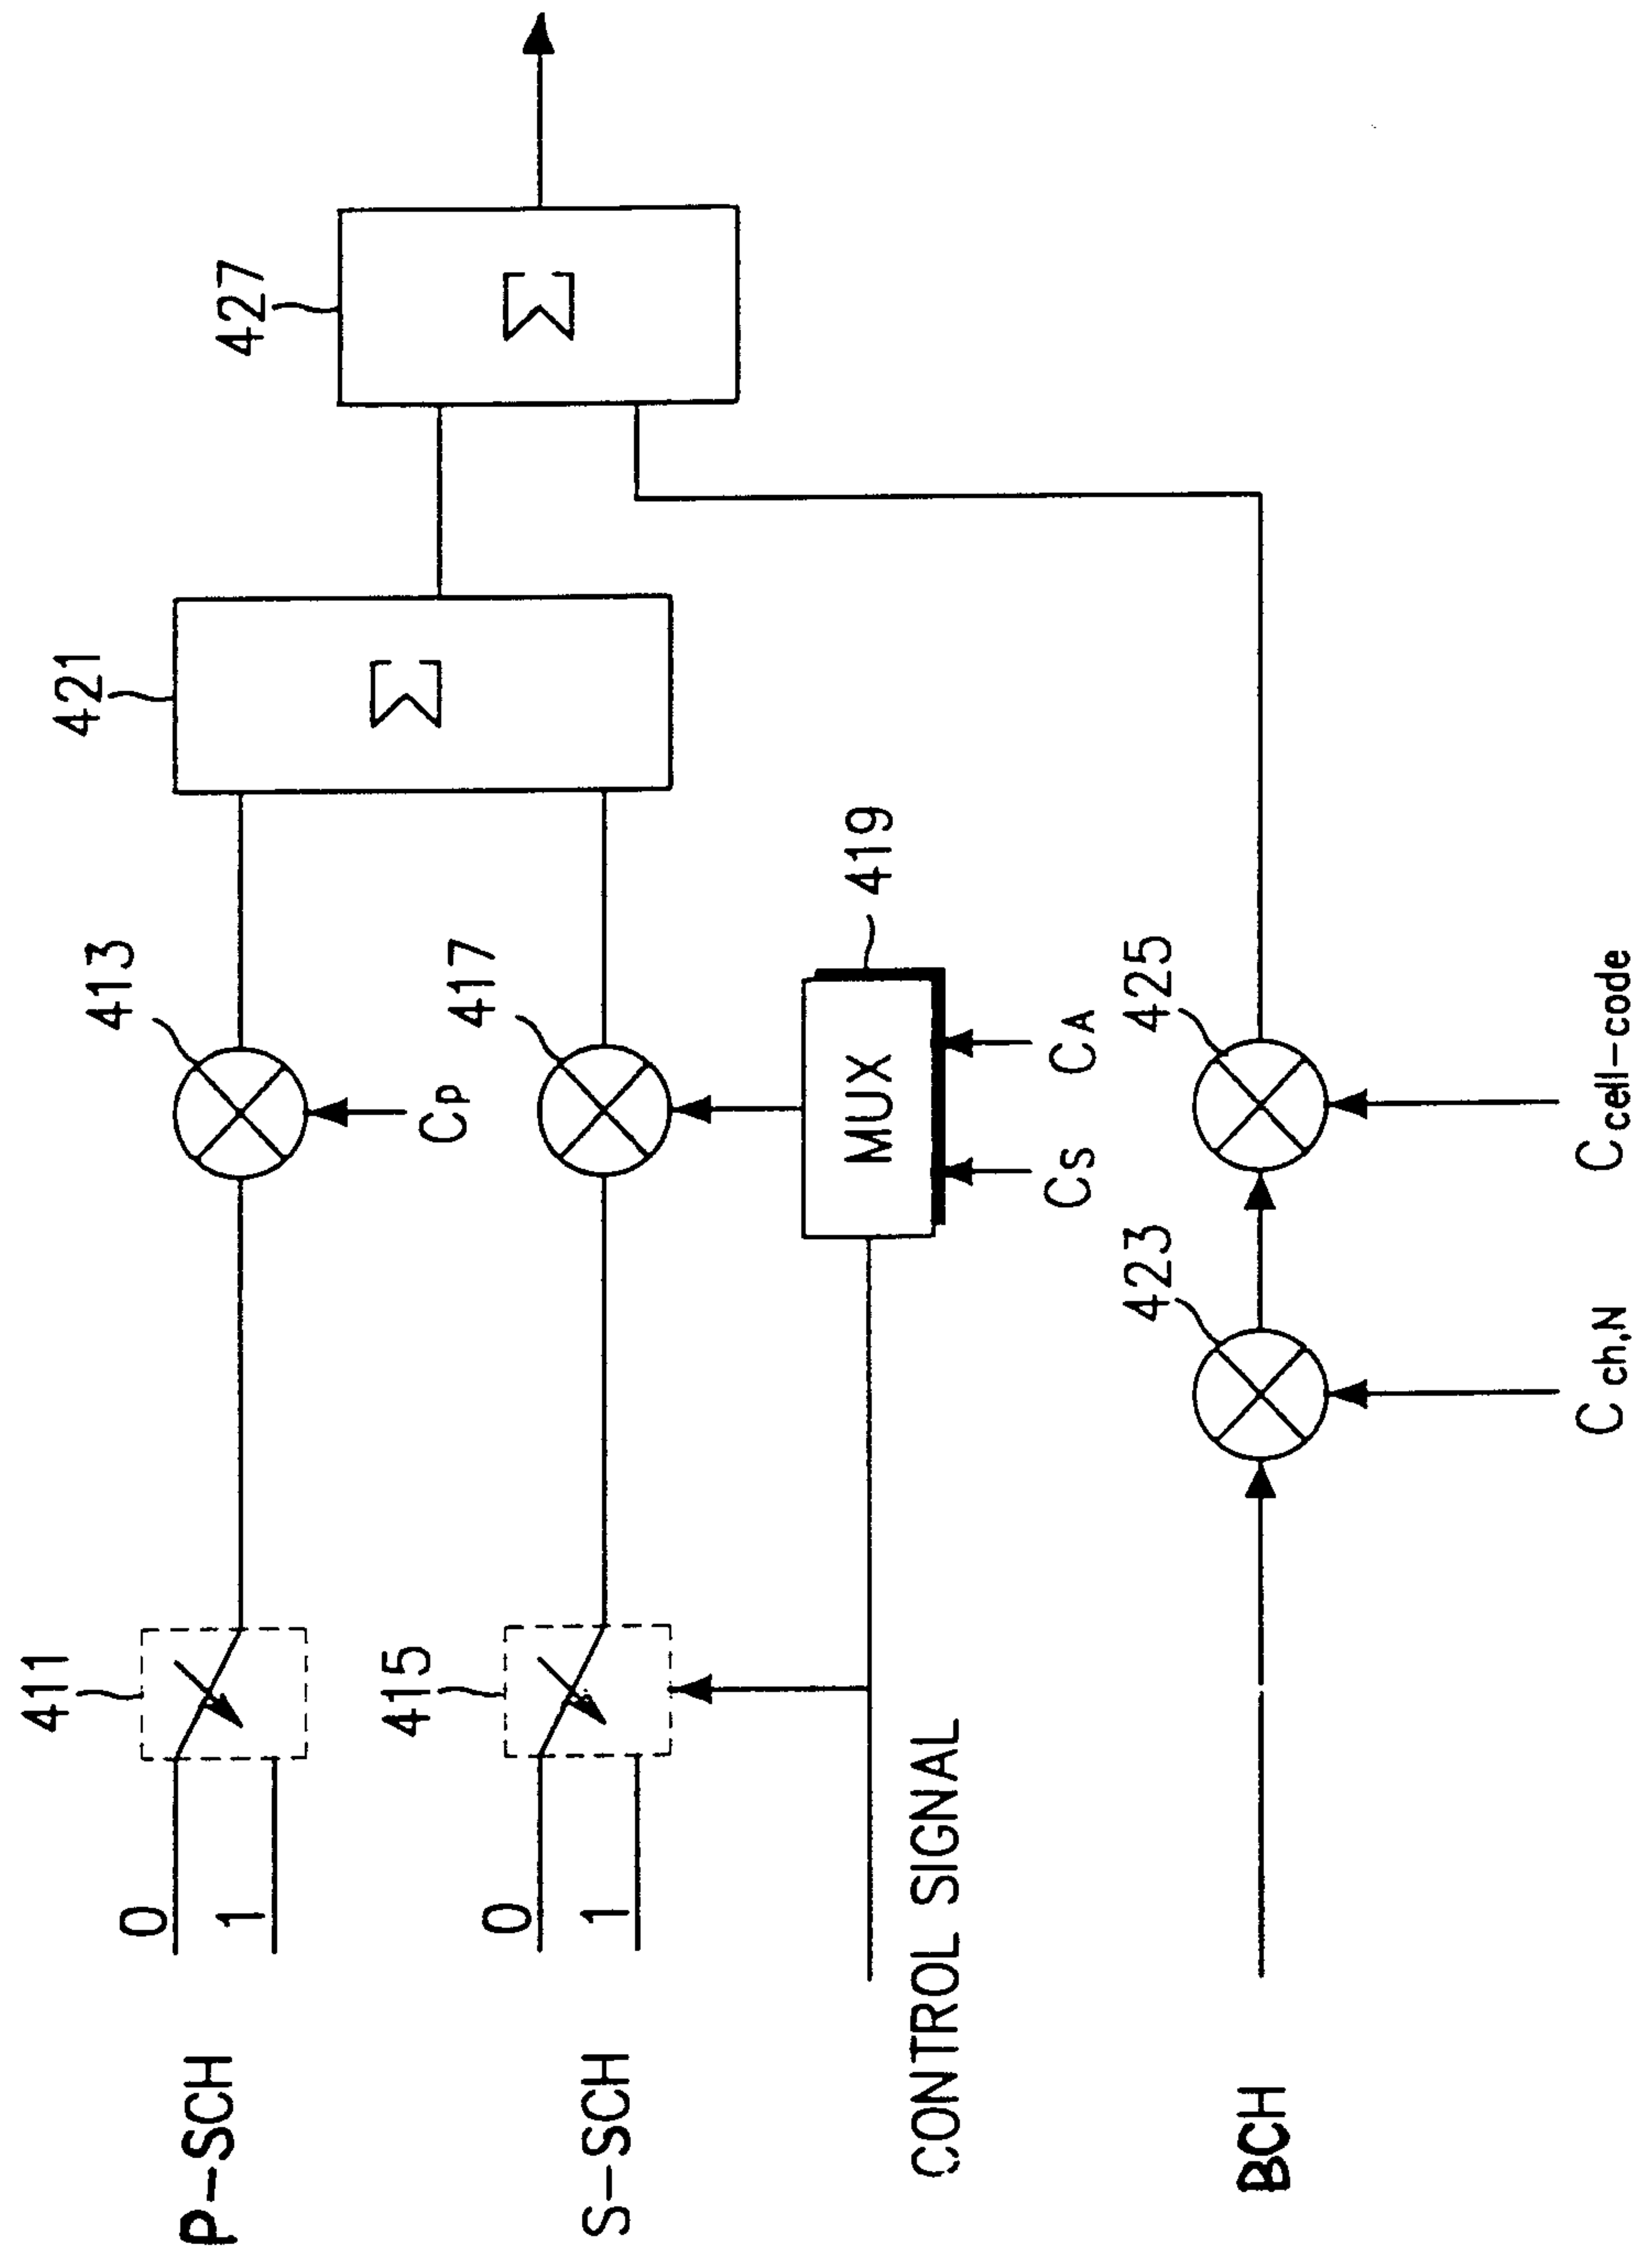 P-SCH
0
1
411
413
Cp
421
Σ
427
Σ
S-SCH
0
1
415
417
MUX
419
Cs
CA
CONTROL SIGNAL
BCH
423
Cch,N
425
Ccell-code